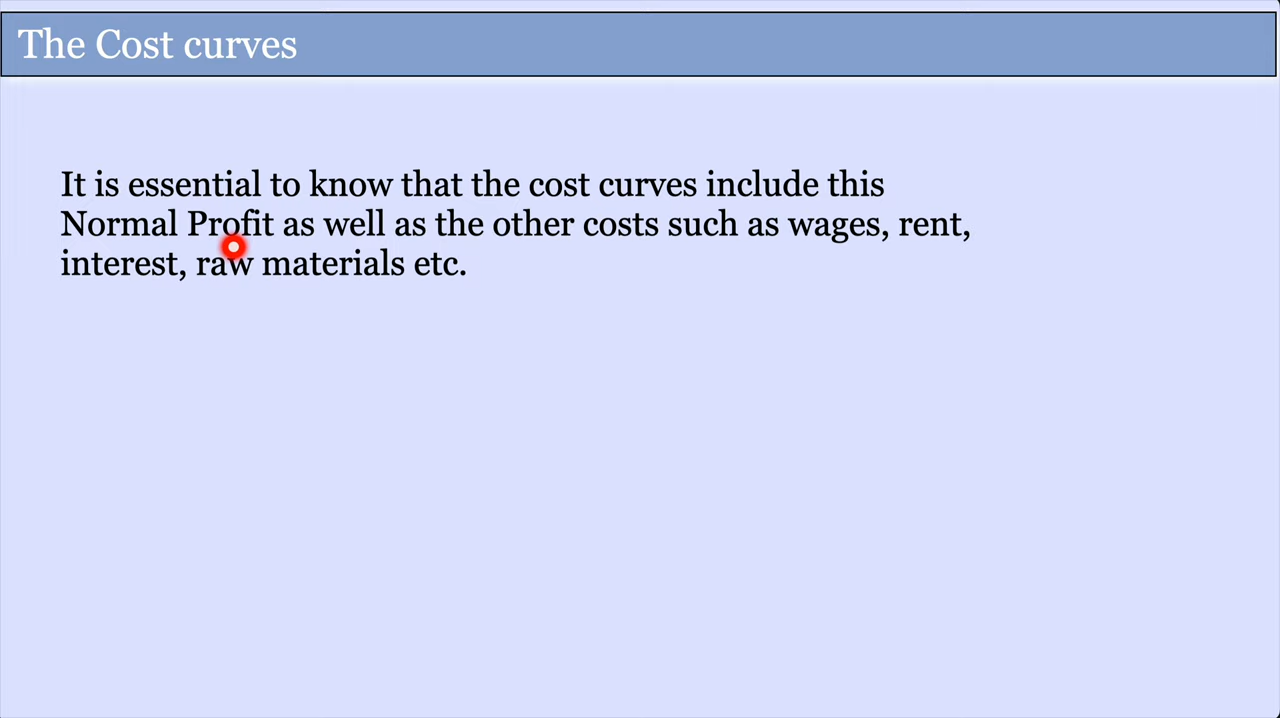 The Cost curves
It is essential to know that the cost curves include this
Normal Profit as well as the other costs such as wages, rent,
interest, raw materials etc.